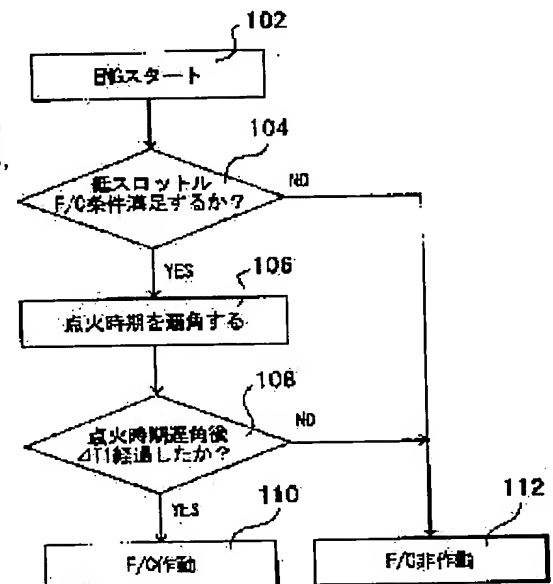 102
ENGスタート
104
低スロットル
F/C条件満足するか?
NO
YES
106
点火時期を遅角する
108
点火時期遅角後
ΔT1経過したか?
NO
YES
110
112
F/C作動
F/C非作動